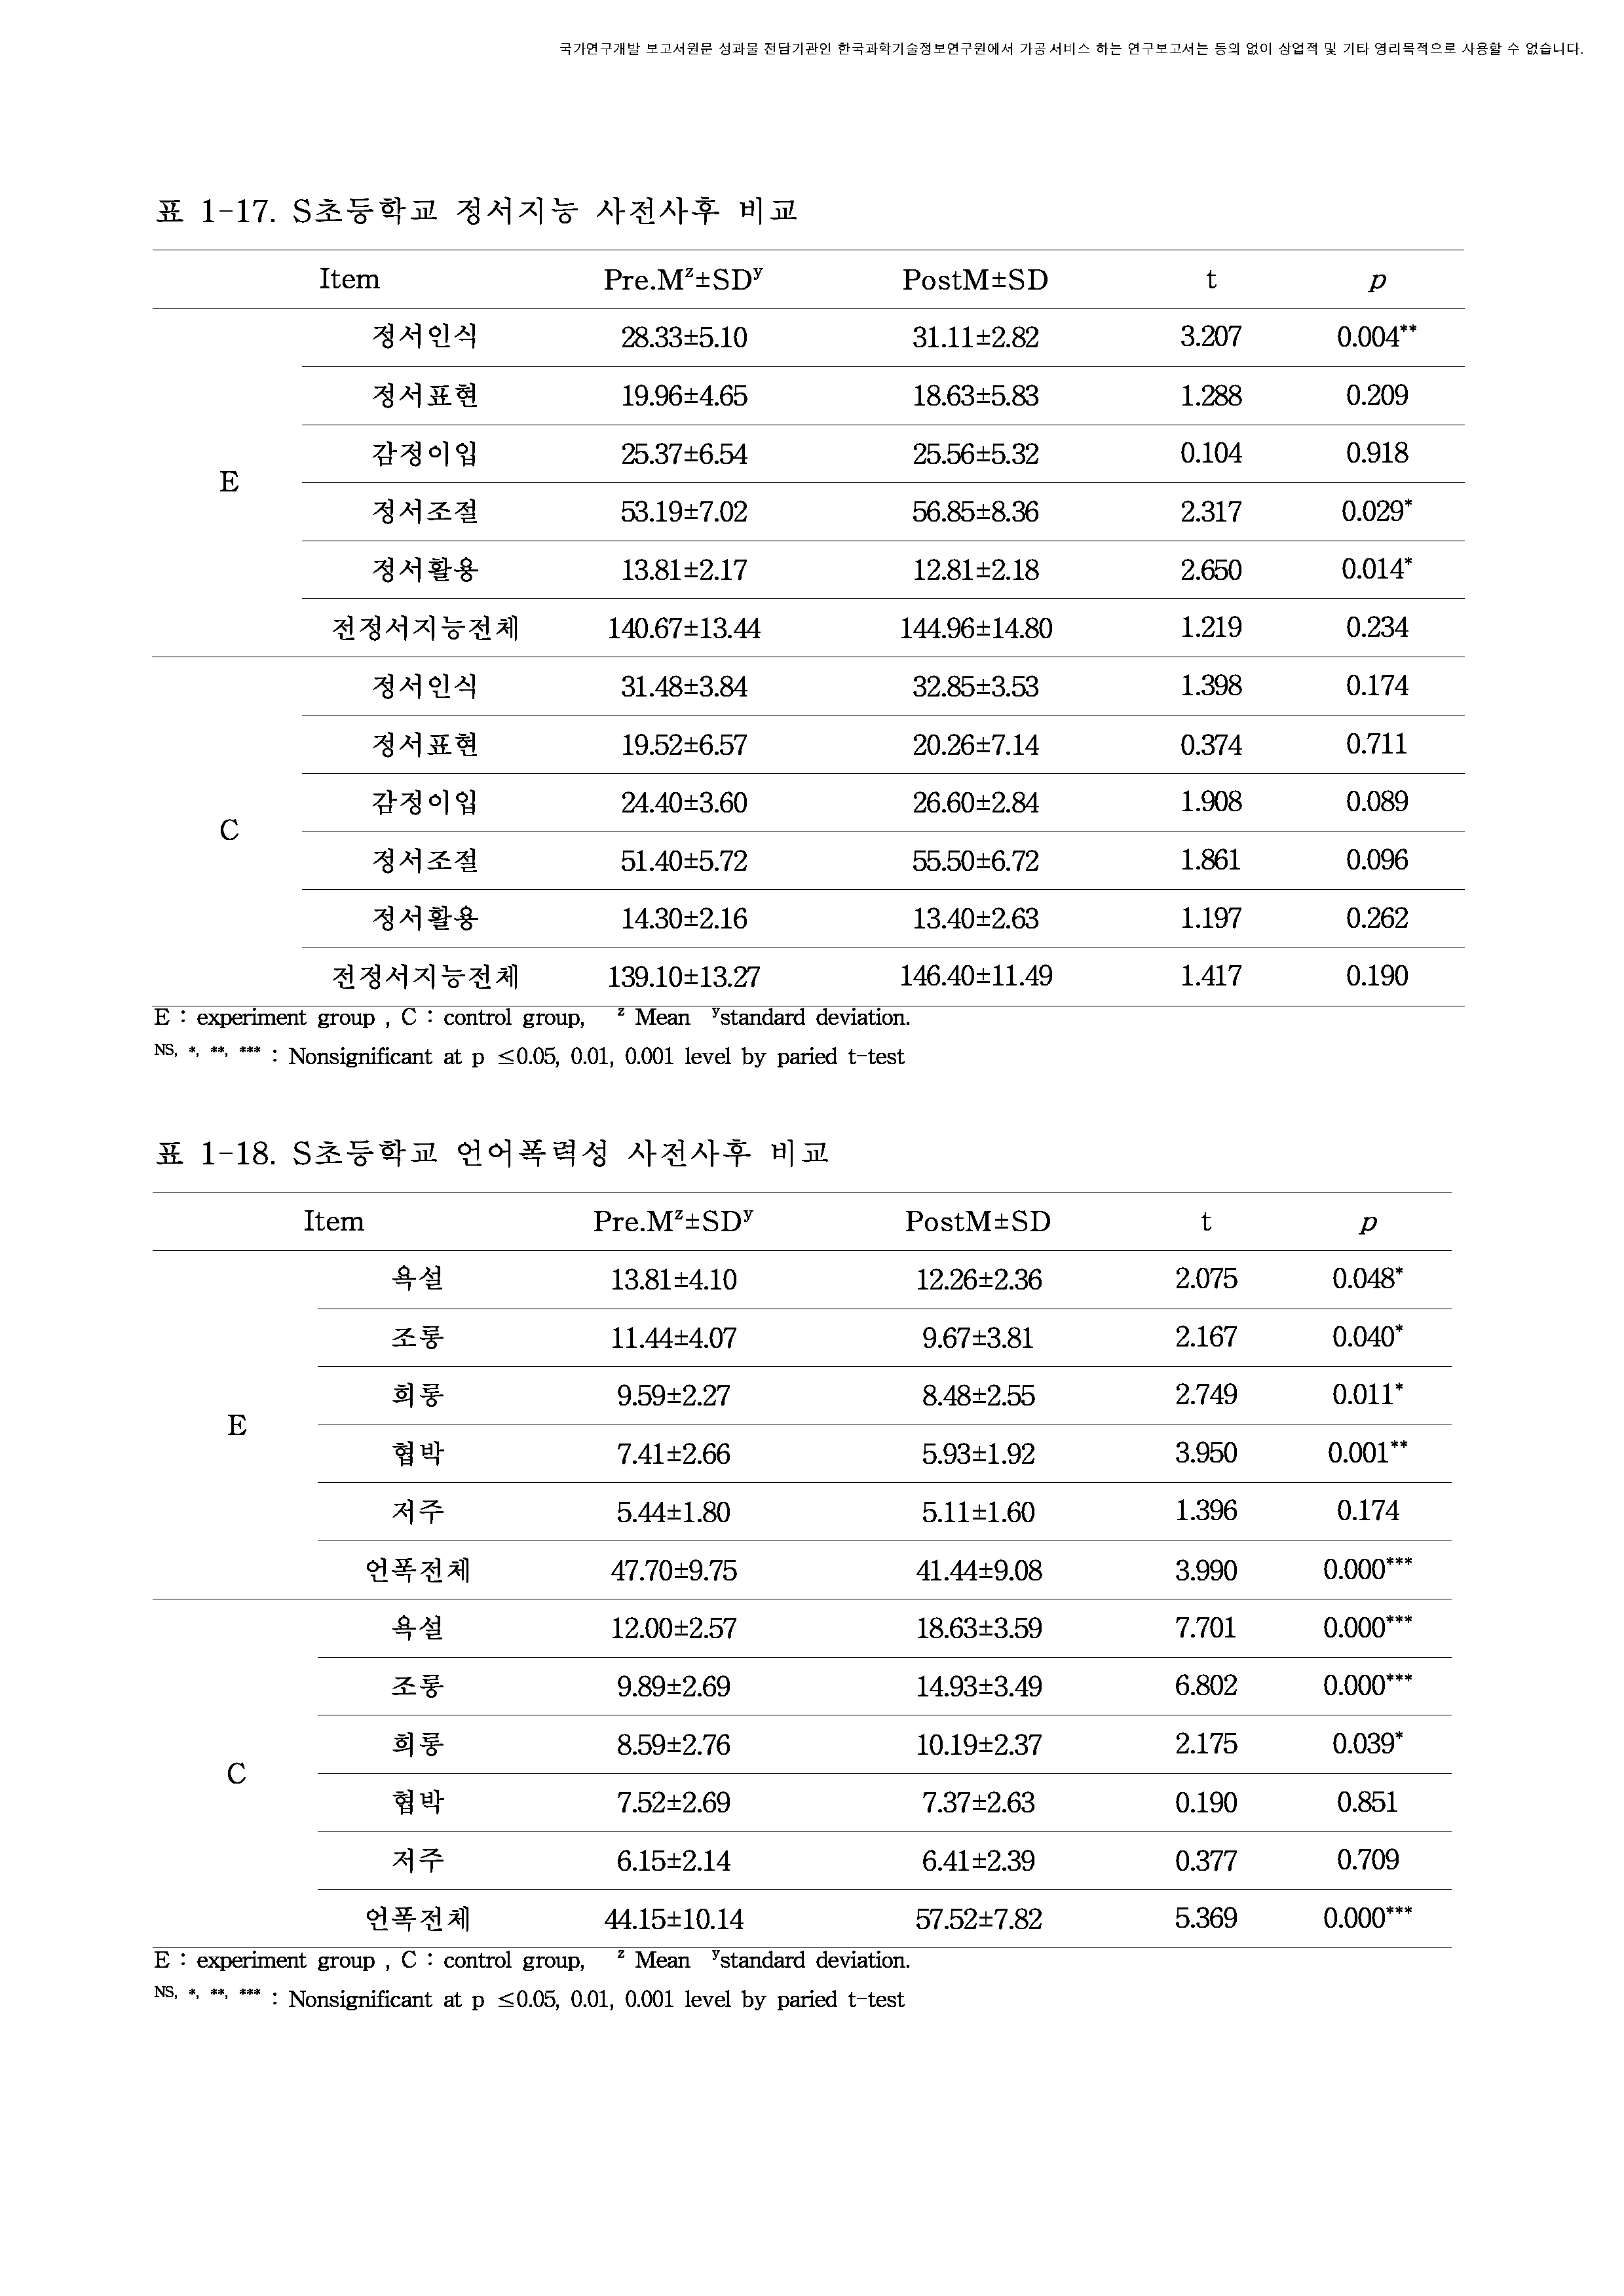 국가연구개발 보고서원문 성과물 전담기관인 한국과학기술정보연구원에서 가공·서비스 하는 연구보고서는 동의 없이 상업적 및 기타 영리목적으로 사용할 수 없습니다.
표 1-17. S초등학교 정서지능 사전사후 비교
Item Pre.Mᶻ±SDʸ PostM±SD t p
정서인식 28.33±5.10 31.11±2.82 3.207 0.004**
정서표현 19.96±4.65 18.63±5.83 1.288 0.209
감정이입 25.37±6.54 25.56±5.32 0.104 0.918
E
정서조절 53.19±7.02 56.85±8.36 2.317 0.029*
정서활용 13.81±2.17 12.81±2.18 2.650 0.014*
전정서지능전체 140.67±13.44 144.96±14.80 1.219 0.234
정서인식 31.48±3.84 32.85±3.53 1.398 0.174
정서표현 19.52±6.57 20.26±7.14 0.374 0.711
감정이입 24.40±3.60 26.60±2.84 1.908 0.089
C
정서조절 51.40±5.72 55.50±6.72 1.861 0.096
정서활용 14.30±2.16 13.40±2.63 1.197 0.262
전정서지능전체 139.10±13.27 146.40±11.49 1.417 0.190
E : experiment group , C : control group, ᶻ Mean ʸstandard deviation.
NS, *, **, *** : Nonsignificant at p ≤0.05, 0.01, 0.001 level by paried t-test
표 1-18. S초등학교 언어폭력성 사전사후 비교
Item Pre.Mᶻ±SDʸ PostM±SD t p
욕설 13.81±4.10 12.26±2.36 2.075 0.048*
조롱 11.44±4.07 9.67±3.81 2.167 0.040*
희롱 9.59±2.27 8.48±2.55 2.749 0.011*
E
협박 7.41±2.66 5.93±1.92 3.950 0.001**
저주 5.44±1.80 5.11±1.60 1.396 0.174
언폭전체 47.70±9.75 41.44±9.08 3.990 0.000***
욕설 12.00±2.57 18.63±3.59 7.701 0.000***
조롱 9.89±2.69 14.93±3.49 6.802 0.000***
희롱 8.59±2.76 10.19±2.37 2.175 0.039*
C
협박 7.52±2.69 7.37±2.63 0.190 0.851
저주 6.15±2.14 6.41±2.39 0.377 0.709
언폭전체 44.15±10.14 57.52±7.82 5.369 0.000***
E : experiment group , C : control group, ᶻ Mean ʸstandard deviation.
NS, *, **, *** : Nonsignificant at p ≤0.05, 0.01, 0.001 level by paried t-test